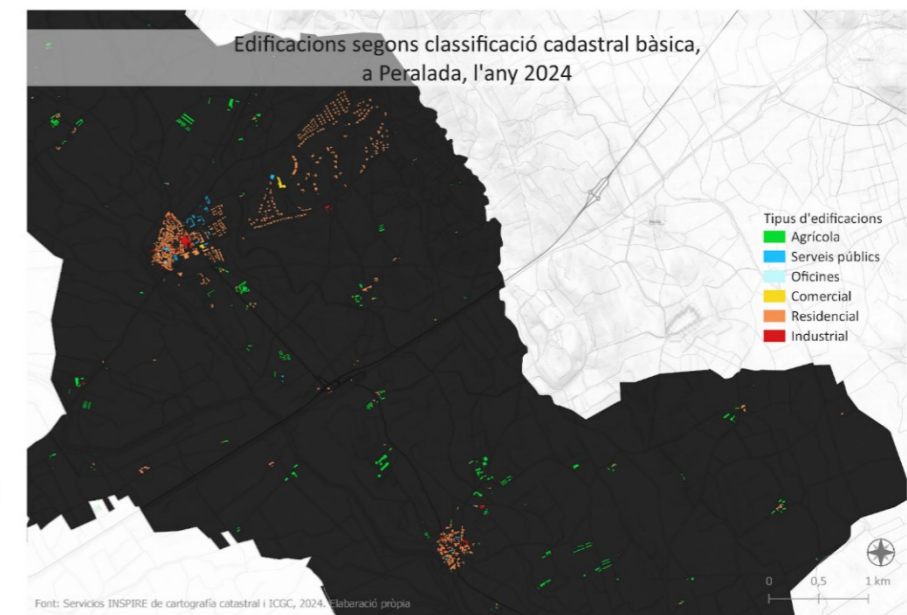 Edificacions segons classificació cadastral bàsica,
a Peralada, l'any 2024
Tipus d'edificacions
Agrícola
Serveis públics
Oficines
Comercial
Residencial
Industrial
0 0,5 1 km
Font: Servicios INSPIRE de cartografía catastral i ICGC, 2024. Elabaració pròpia